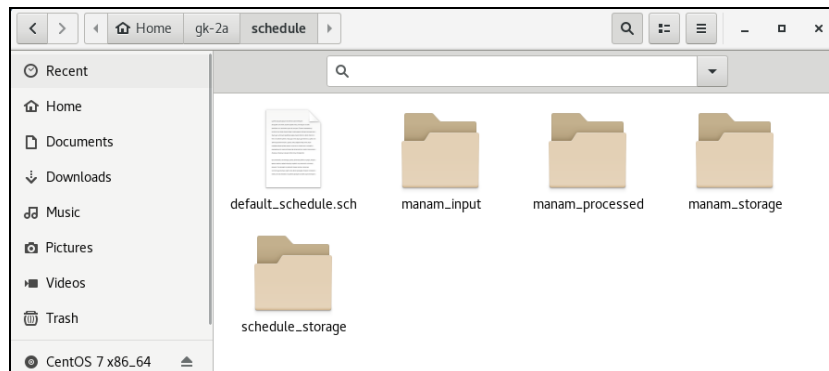 Home gk-2a schedule
Recent
Home
Documents
Downloads
Music
Pictures
Videos
Trash
CentOS 7 x86_64
default_schedule.sch manam_input manam_processed manam_storage
schedule_storage